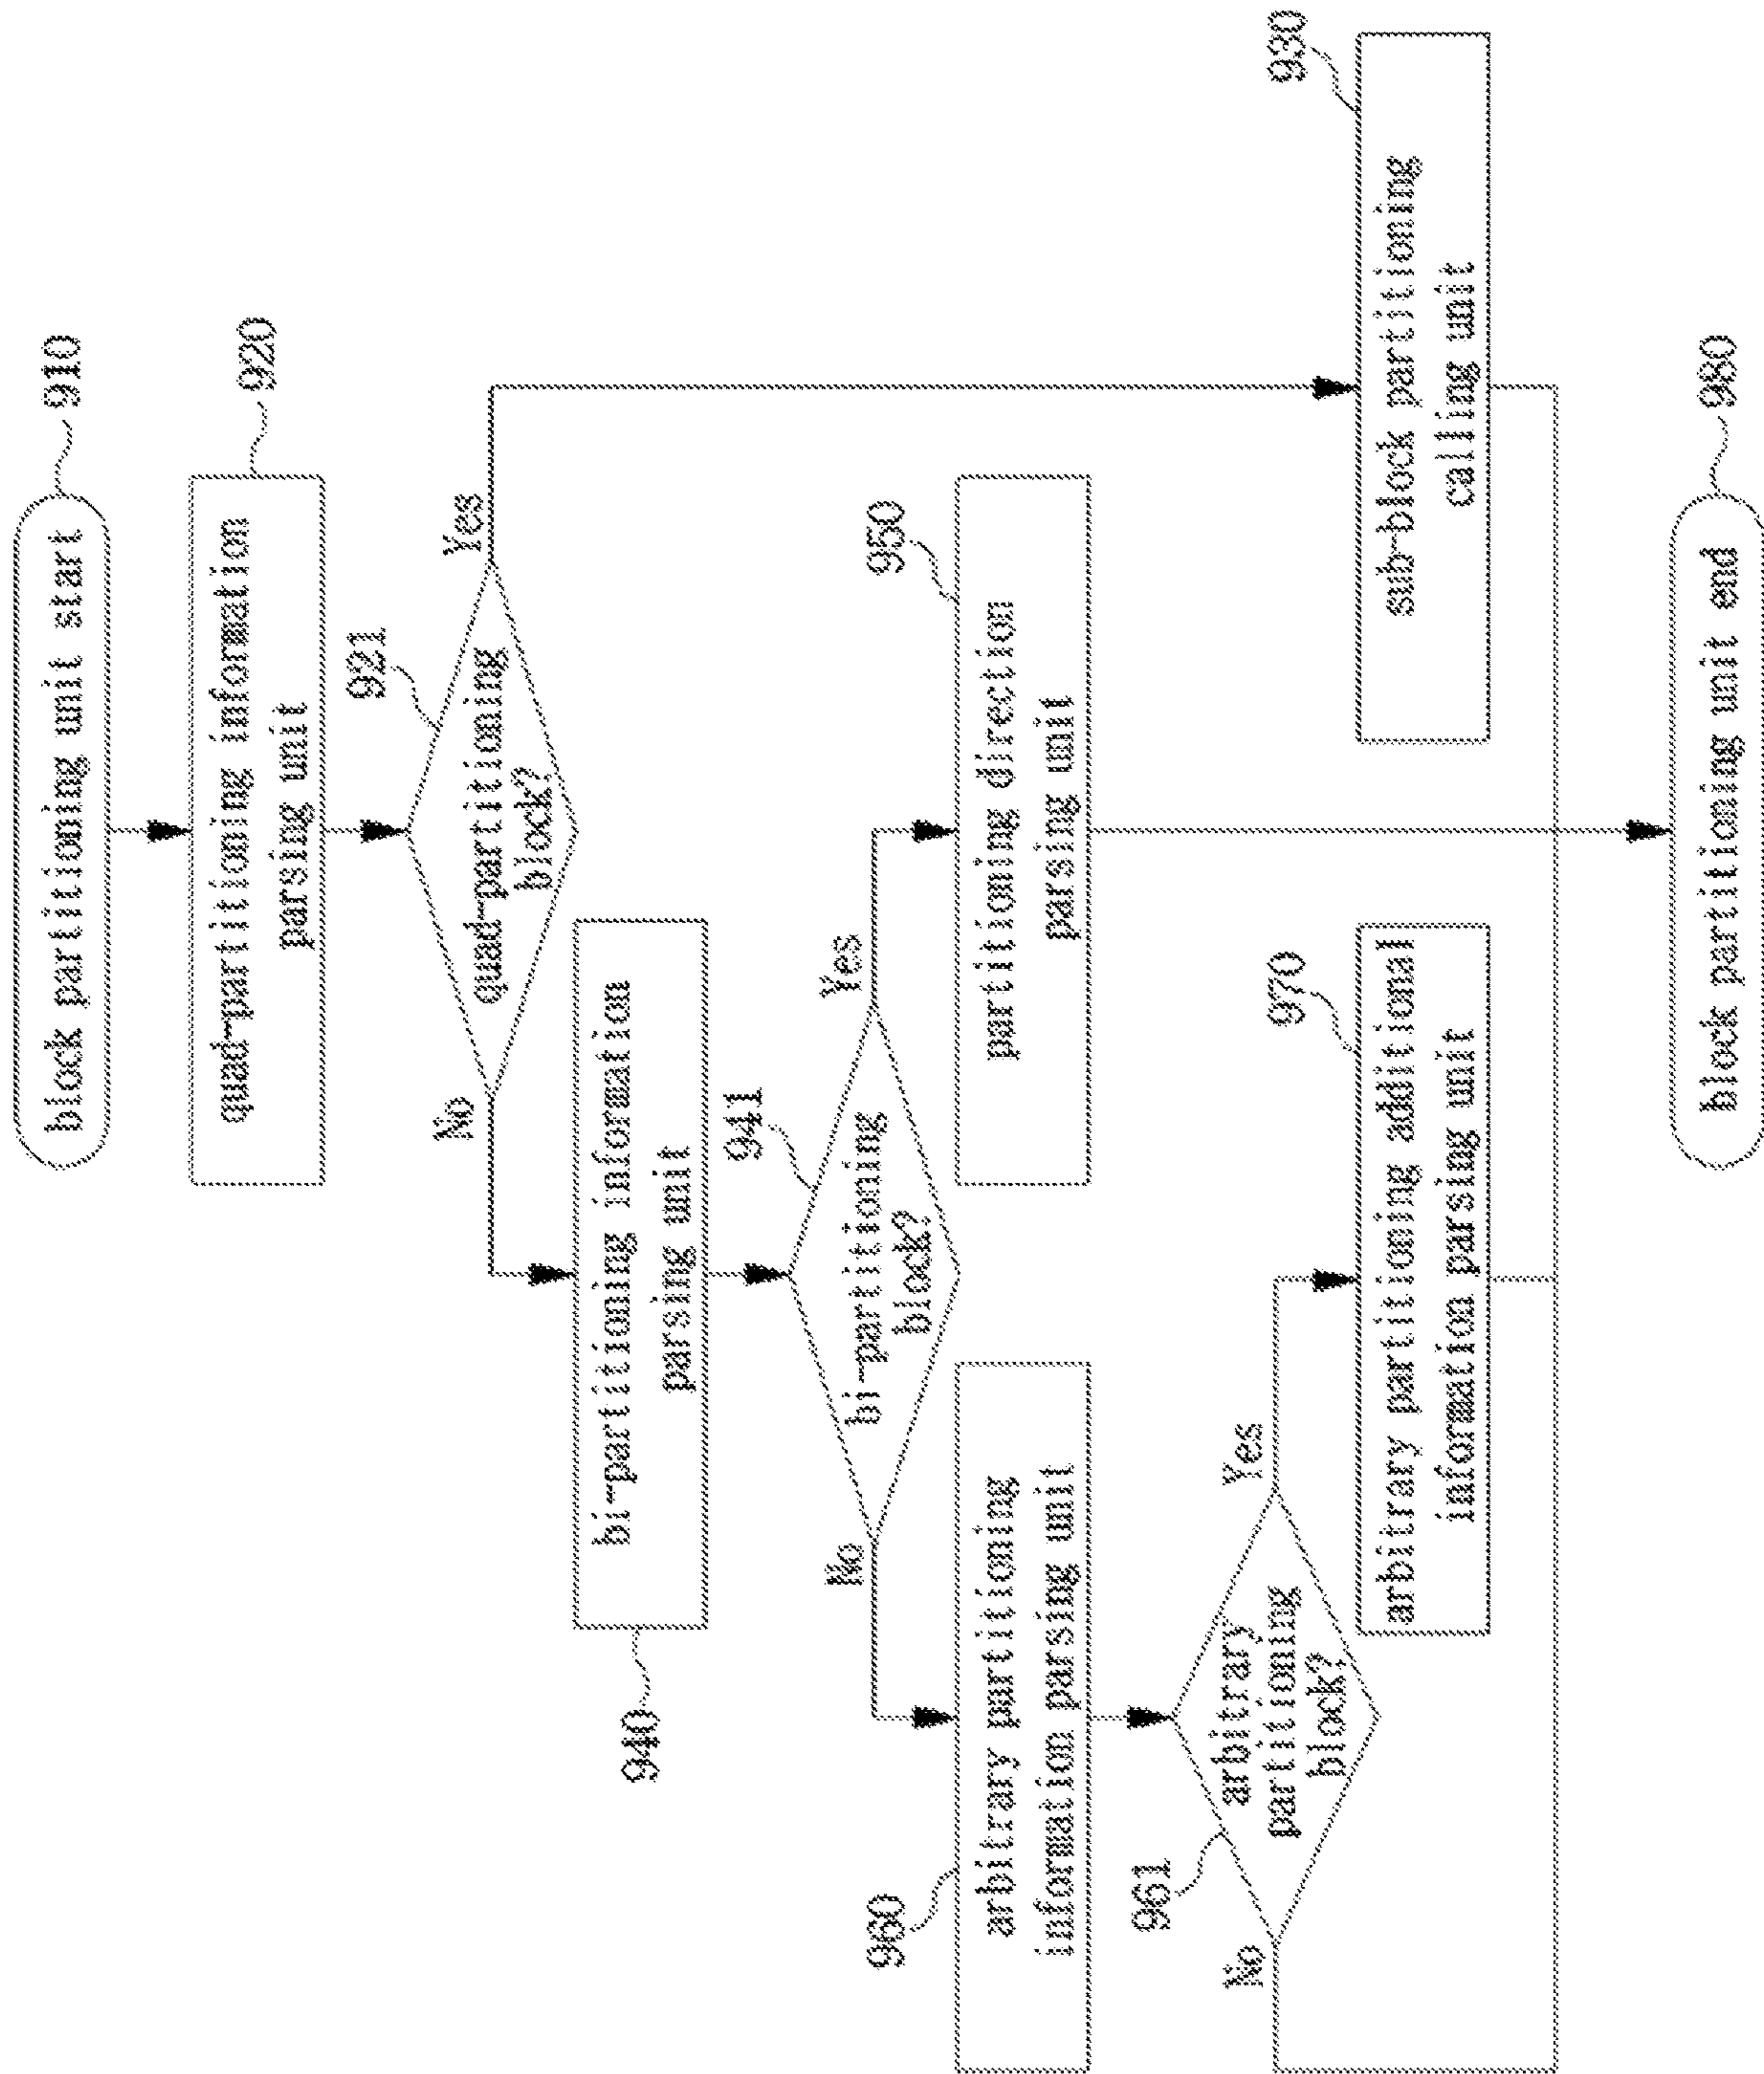 block partitioning unit start
910
quad-partitioning information
parsing unit
920
quad-partitioning
block?
921
No
Yes
bi-partitioning information
parsing unit
940
bi-partitioning
block?
941
No
Yes
arbitrary partitioning
information parsing unit
960
partitioning direction
parsing unit
950
arbitrary
partitioning
block?
961
No
Yes
arbitrary partitioning additional
information parsing unit
970
sub-block partitioning
calling unit
930
block partitioning unit end
980